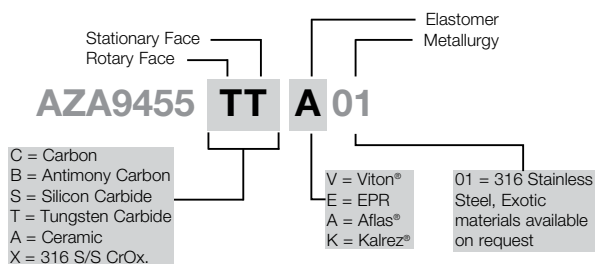 Elastomer
Stationary Face
Metallurgy
Rotary Face
AZA9455 TT A 01
C = Carbon
B = Antimony Carbon
S = Silicon Carbide
T = Tungsten Carbide
A = Ceramic
X = 316 S/S CrOx.
V = Viton®
E = EPR
A = Aflas®
K = Kalrez®
01 = 316 Stainless
Steel, Exotic
materials available
on request